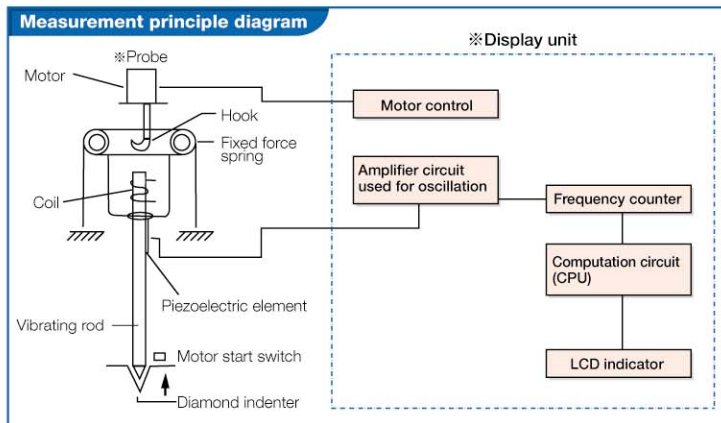 Measurement principle diagram
※Display unit
※Probe
Motor
Motor control
Hook
Fixed force
spring
Amplifier circuit
used for oscillation
Coil
Frequency counter
Computation circuit
(CPU)
Piezoelectric element
Vibrating rod
Motor start switch
LCD indicator
Diamond indenter